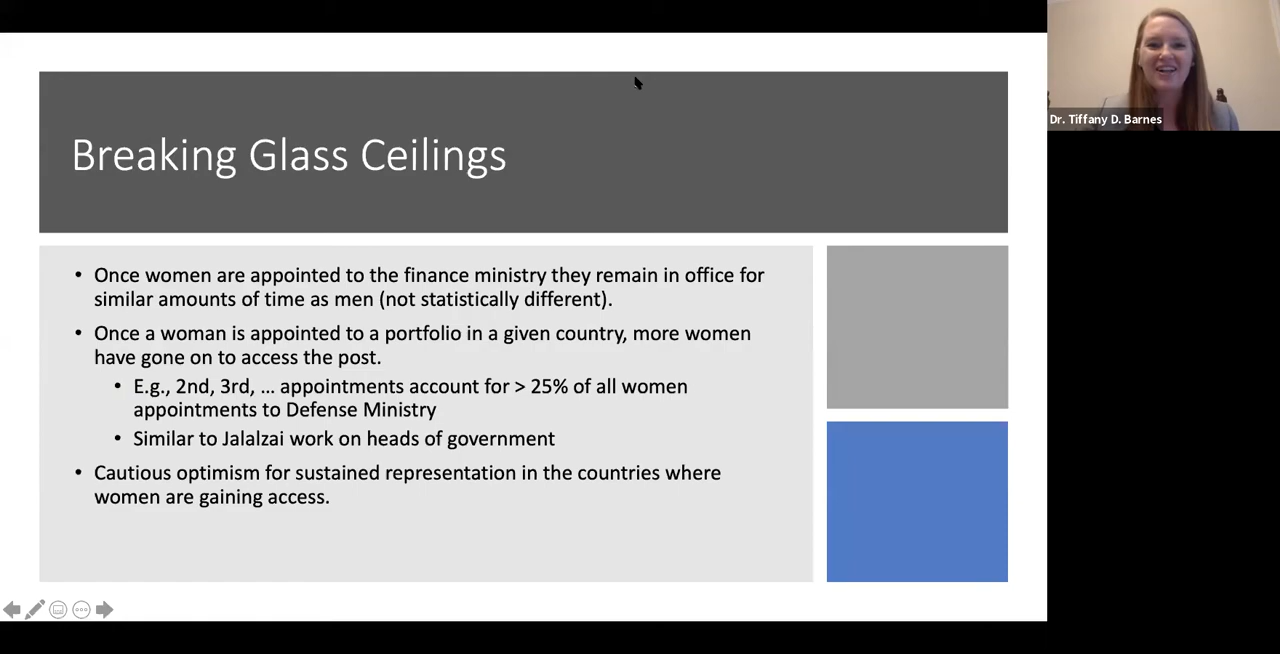 Dr. Tiffany D. Barnes
Breaking Glass Ceilings
• Once women are appointed to the finance ministry they remain in office for
similar amounts of time as men (not statistically different).
• Once a woman is appointed to a portfolio in a given country, more women
have gone on to access the post.
• E.g., 2nd, 3rd, … appointments account for > 25% of all women
appointments to Defense Ministry
• Similar to Jalalzai work on heads of government
• Cautious optimism for sustained representation in the countries where
women are gaining access.